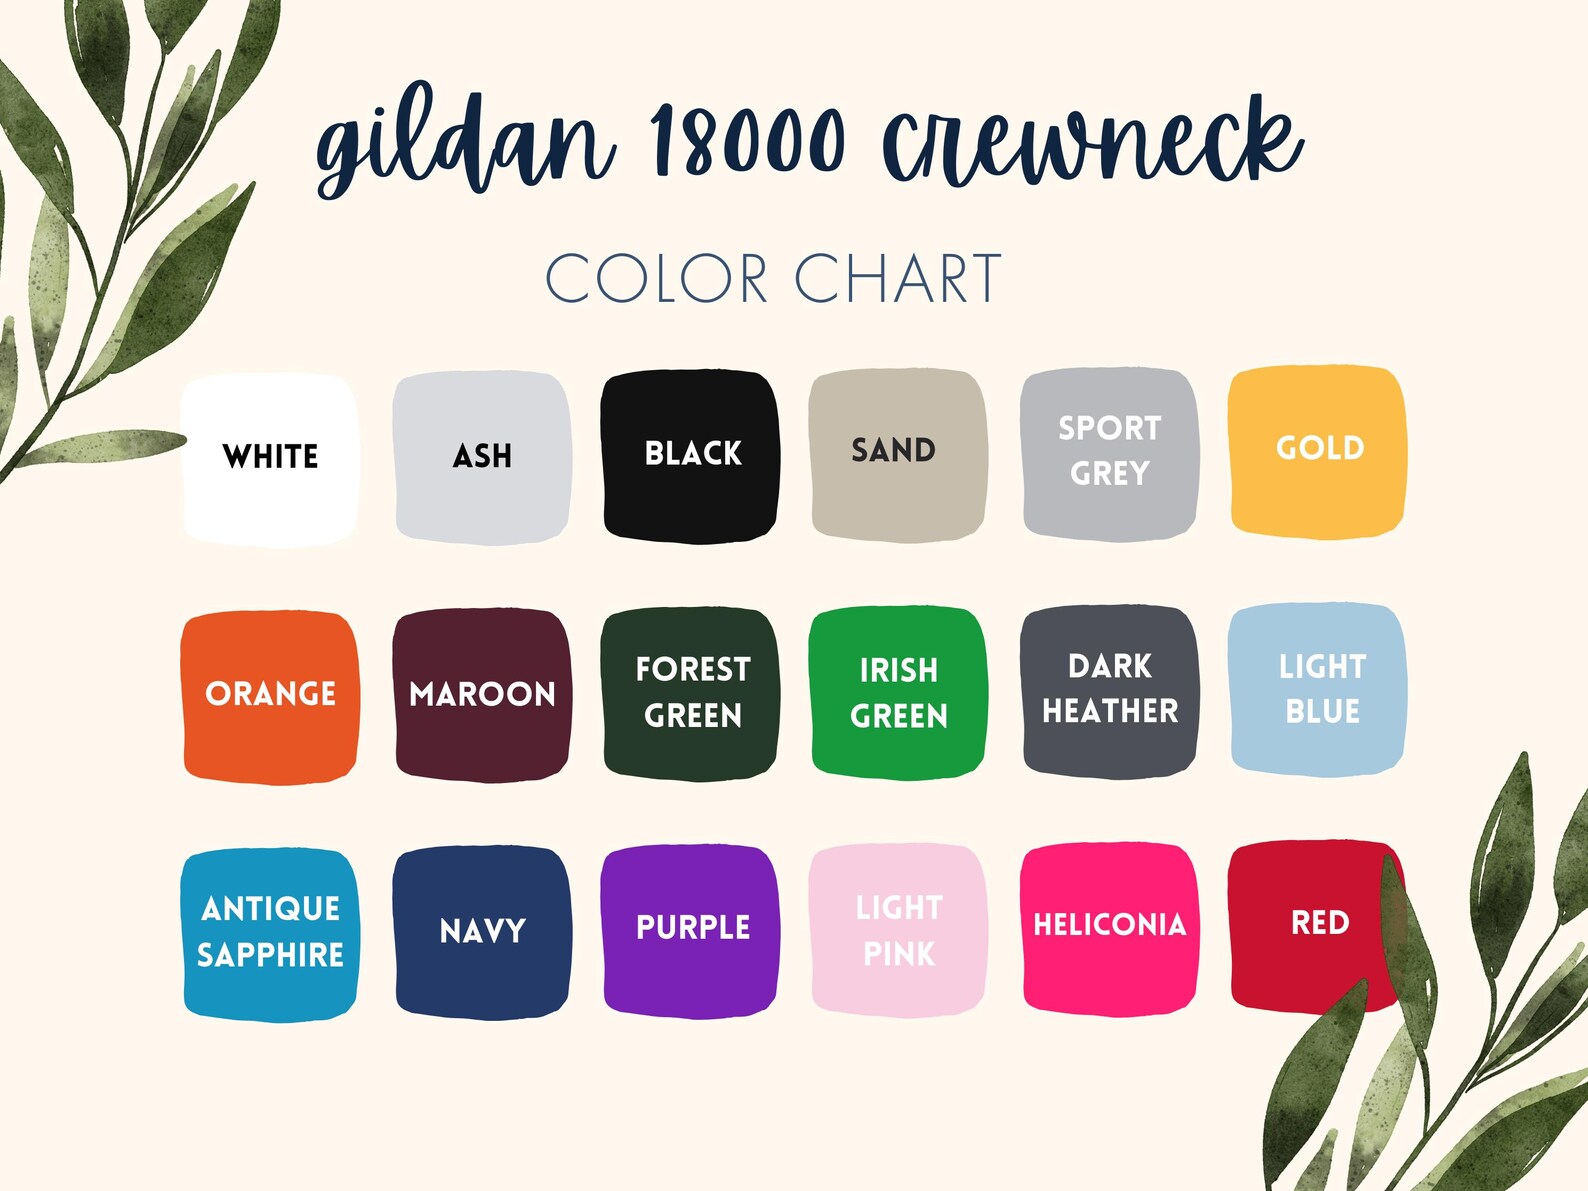 gildan 18000 crewneck
COLOR CHART
WHITE
ASH
BLACK
SAND
SPORT
GREY
GOLD
ORANGE
MAROON
FOREST
GREEN
IRISH
GREEN
DARK
HEATHER
LIGHT
BLUE
ANTIQUE
SAPPHIRE
NAVY
PURPLE
LIGHT
PINK
HELICONIA
RED